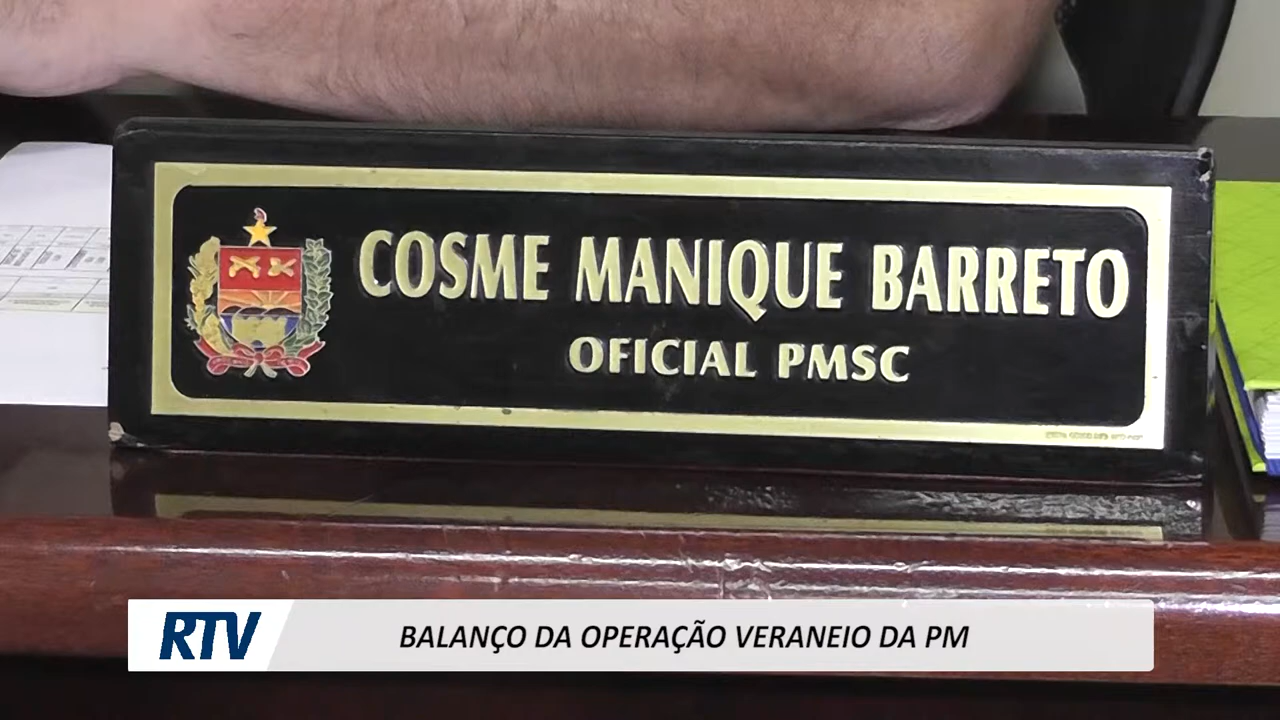 COSME MANIQUE BARRETO
OFICIAL PMSC
RTV
BALANÇO DA OPERAÇÃO VERANEIO DA PM